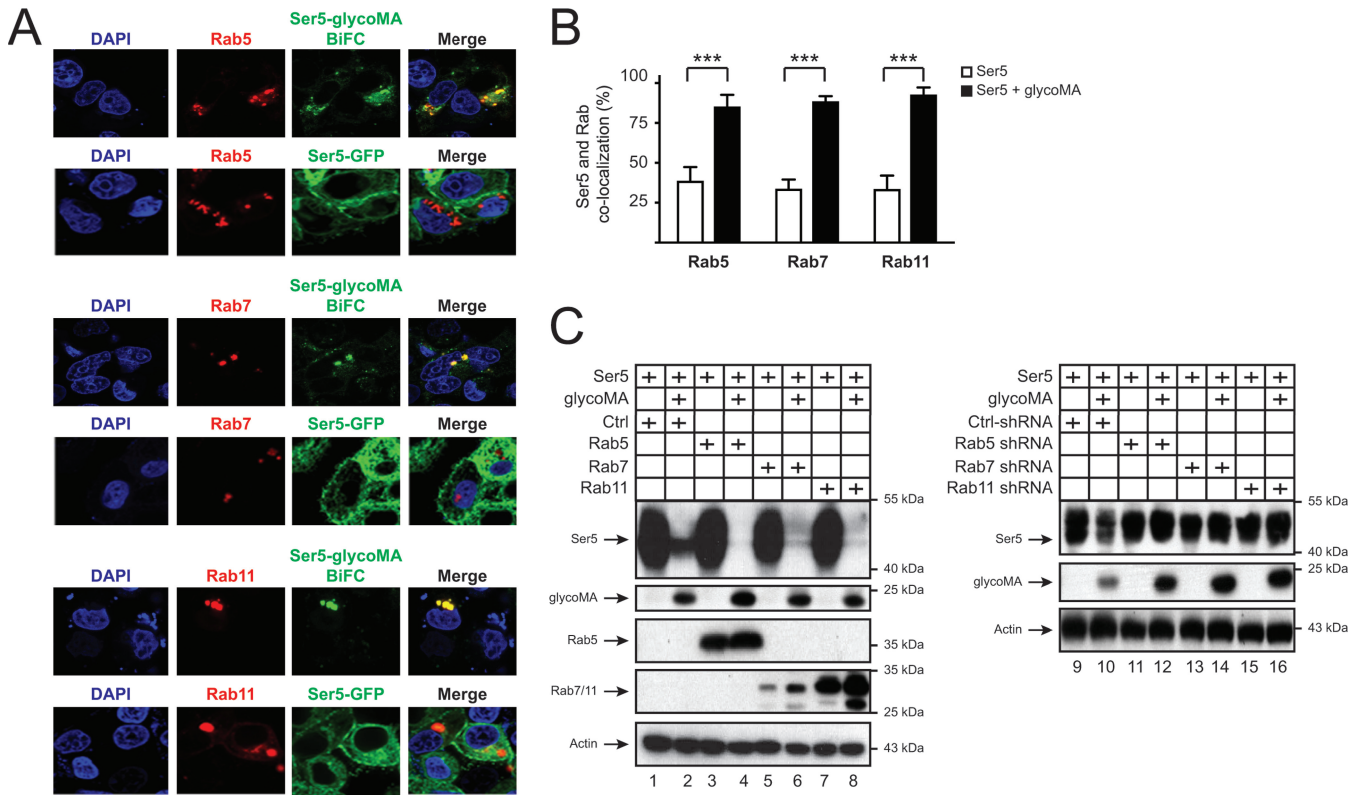 A
Ser5-glycoMA
DAPI Rab5 BiFC Merge
DAPI Rab5 Ser5-GFP Merge
Ser5-glycoMA
DAPI Rab7 BiFC Merge
DAPI Rab7 Ser5-GFP Merge
Ser5-glycoMA
DAPI Rab11 BiFC Merge
DAPI Rab11 Ser5-GFP Merge
B
*** *** ***
Ser5
Ser5 + glycoMA
Ser5 and Rab
co-localization (%)
100
75
50
25
Rab5 Rab7 Rab11
C
Ser5 + + + + + + + +
glycoMA + + + +
Ctrl + +
Rab5 + +
Rab7 + +
Rab11 + +
55 kDa
Ser5
40 kDa
25 kDa
glycoMA
Rab5
35 kDa
35 kDa
Rab7/11
25 kDa
Actin
43 kDa
1 2 3 4 5 6 7 8
Ser5 + + + + + + + +
glycoMA + + + +
Ctrl-shRNA + +
Rab5 shRNA + +
Rab7 shRNA + +
Rab11 shRNA + +
55 kDa
Ser5
40 kDa
25 kDa
glycoMA
Actin
43 kDa
9 10 11 12 13 14 15 16